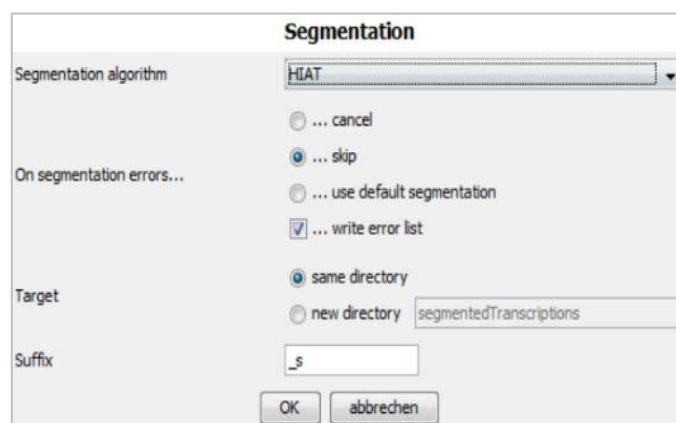 Segmentation
Segmentation algorithm HIAT
... cancel
On segmentation errors... ... skip
... use default segmentation
... write error list
Target same directory
new directory segmentedTranscriptions
Suffix _s
OK abbrechen